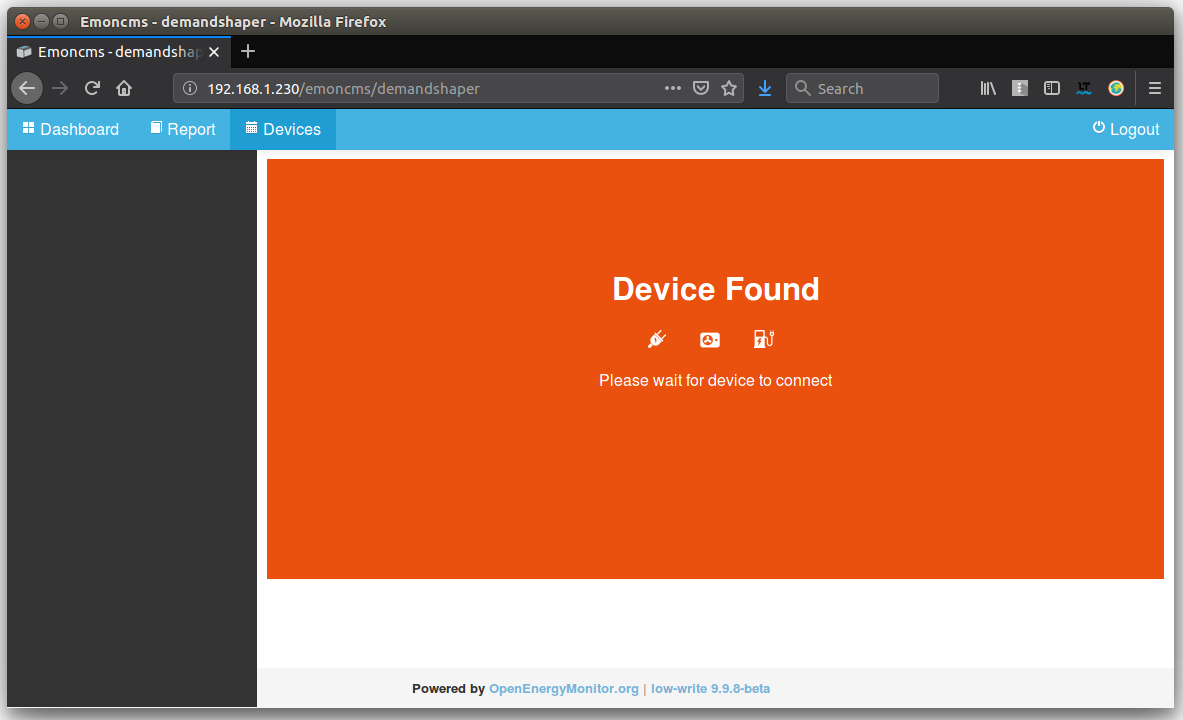 Emoncms - demandshaper - Mozilla Firefox
Emoncms - demandshap
192.168.1.230/emoncms/demandshaper
Search
Dashboard Report Devices Logout
Device Found
Please wait for device to connect
Powered by OpenEnergyMonitor.org | low-write 9.9.8-beta